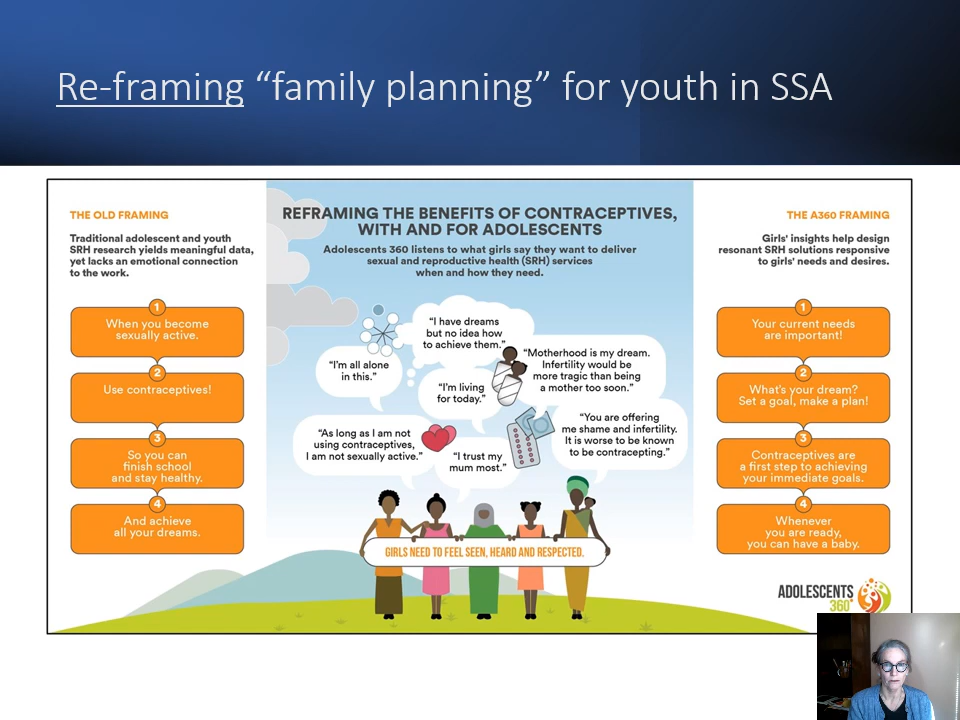 Re-framing “family planning” for youth in SSA
THE OLD FRAMING
Traditional adolescent and youth
SRH research yields meaningful data,
yet lacks an emotional connection
to the work.
1
When you become
sexually active.
2
Use contraceptives!
3
So you can
finish school
and stay healthy.
4
And achieve
all your dreams.
REFRAMING THE BENEFITS OF CONTRACEPTIVES,
WITH AND FOR ADOLESCENTS
Adolescents 360 listens to what girls say they want to deliver
sexual and reproductive health (SRH) services
when and how they need.
“I have dreams
but no idea how
to achieve them.”
“I'm all alone
in this.”
“Motherhood is my dream.
Infertility would be
more tragic than being
a mother too soon.”
“I'm living
for today.”
“As long as I am not
using contraceptives,
I am not sexually active.”
“I trust my
mum most.”
“You are offering
me shame and infertility.
It is worse to be known
to be contracepting.”
GIRLS NEED TO FEEL SEEN, HEARD AND RESPECTED.
THE A360 FRAMING
Girls' insights help design
resonant SRH solutions responsive
to girls' needs and desires.
1
Your current needs
are important!
2
What's your dream?
Set a goal, make a plan!
3
Contraceptives are
a first step to achieving
your immediate goals.
4
Whenever
you are ready,
you can have a baby.
ADOLESCENTS
360°